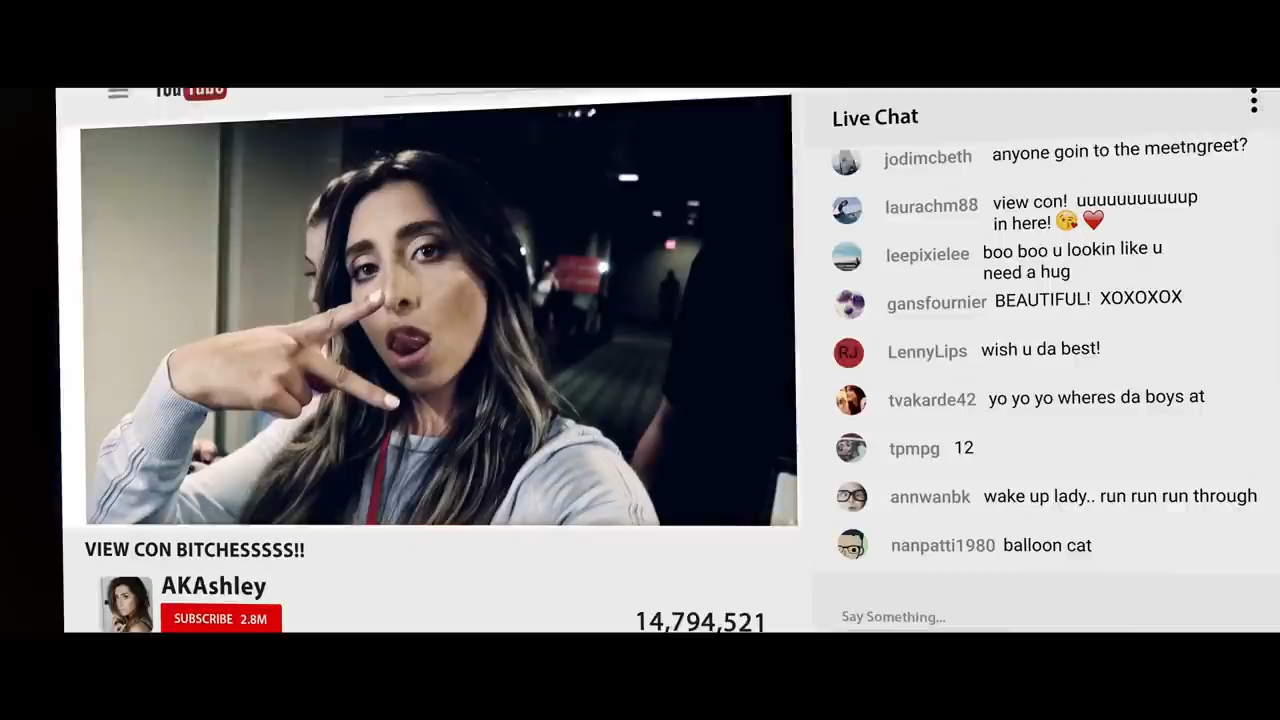 YouTube
VIEW CON BITCHESSSSS!!
AKAshley
SUBSCRIBE 2.8M
14,794,521
Live Chat
jodimcbeth anyone goin to the meetngreet?
laurachm88 view con! uuuuuuuuuuup
in here! 😘❤️
leepixielee boo boo u lookin like u
need a hug
gansfournier BEAUTIFUL! XOXOXOX
RJ LennyLips wish u da best!
tvakarde42 yo yo yo wheres da boys at
tpmpg 12
annwanbk wake up lady.. run run run through
nanpatti1980 balloon cat
Say Something...